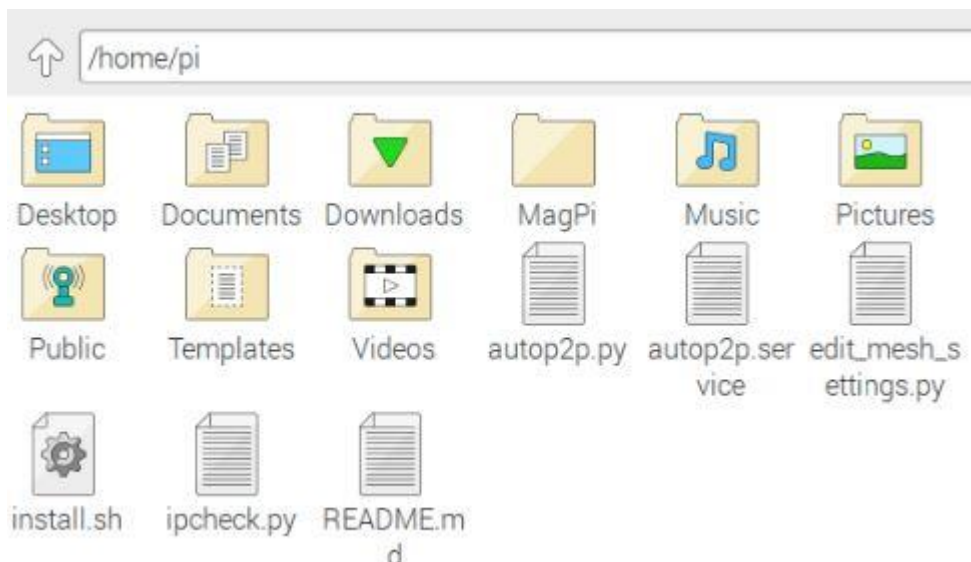 /home/pi
Desktop Documents Downloads MagPi Music Pictures
Public Templates Videos autop2p.py autop2p.ser edit_mesh_s
vice ettings.py
install.sh ipcheck.py README.m
d